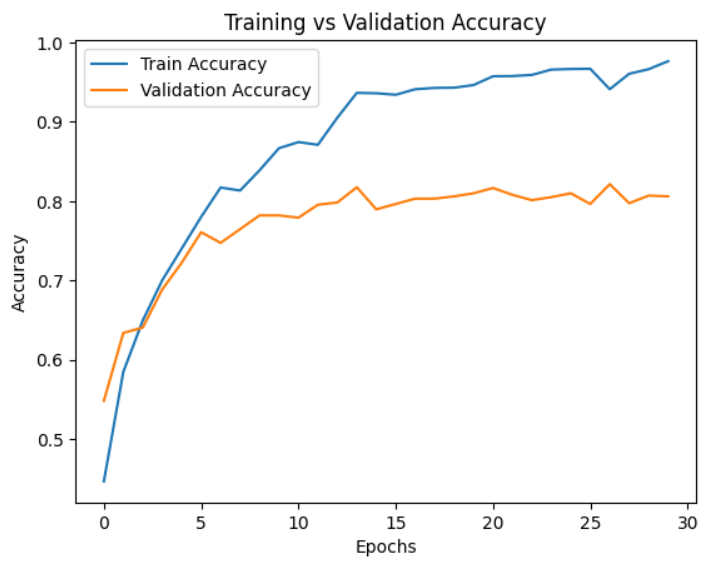 Training vs Validation Accuracy
Train Accuracy
Validation Accuracy
1.0
0.9
0.8
0.7
0.6
0.5
Accuracy
0 5 10 15 20 25 30
Epochs